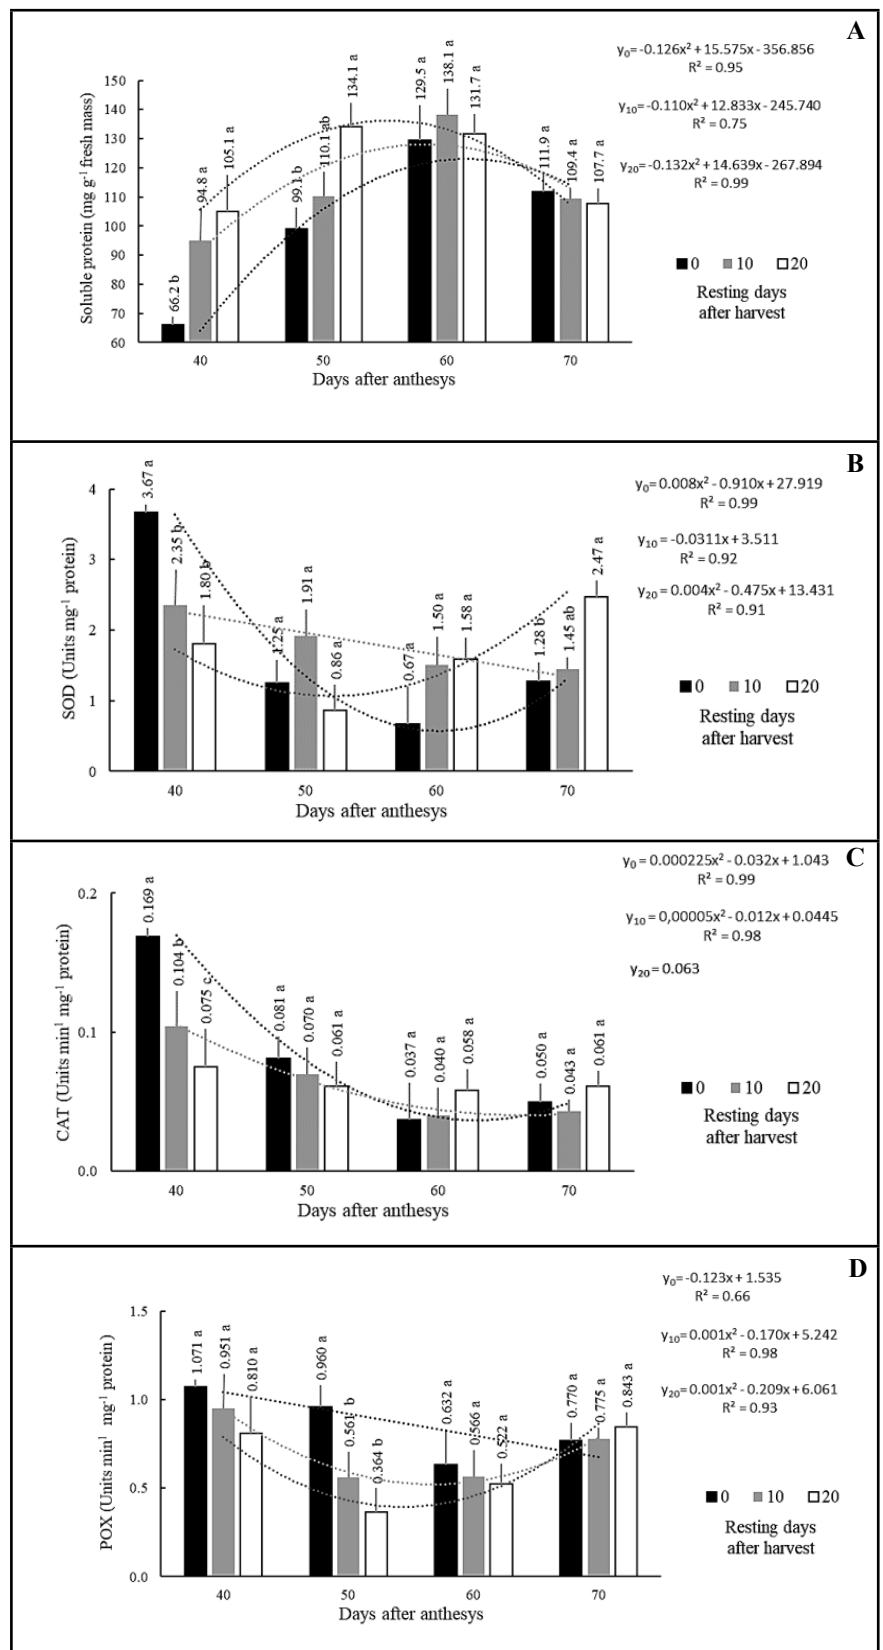 A
y₀=-0.126x² + 15.575x - 356.856
R² = 0.95
y₁₀=-0.110x² + 12.833x - 245.740
R² = 0.75
y₂₀=-0.132x² + 14.639x - 267.894
R² = 0.99
Soluble protein (mg g⁻¹ fresh mass)
150
140
130
120
110
100
90
80
70
60
66.2 b
94.8 a
105.1 a
99.1 b
110.1 ab
134.1 a
129.5 a
138.1 a
131.7 a
111.9 a
109.4 a
107.7 a
40 50 60 70
Days after anthesys
0 10 20
Resting days
after harvest
B
y₀= 0.008x² - 0.910x + 27.919
R² = 0.99
y₁₀ = -0.0311x + 3.511
R² = 0.92
y₂₀ = 0.004x² - 0.475x + 13.431
R² = 0.91
SOD (Units mg⁻¹ protein)
4
3
2
1
0
3.67 a
2.35 b
1.80 b
1.25 a
1.91 a
0.86 a
0.67 a
1.50 a
1.58 a
1.28 b
1.45 ab
2.47 a
40 50 60 70
Days after anthesys
0 10 20
Resting days
after harvest
C
y₀ = 0.000225x² - 0.032x + 1.043
R² = 0.99
y₁₀ = 0,00005x² - 0.012x + 0.0445
R² = 0.98
y₂₀ = 0.063
CAT (Units min¹ mg⁻¹ protein)
0.2
0.1
0.0
0.169 a
0.104 b
0.075 c
0.081 a
0.070 a
0.061 a
0.037 a
0.040 a
0.058 a
0.050 a
0.043 a
0.061 a
40 50 60 70
Days after anthesys
0 10 20
Resting days
after harvest
D
y₀=-0.123x + 1.535
R² = 0.66
y₁₀=0.001x² - 0.170x + 5.242
R² = 0.98
y₂₀=0.001x² - 0.209x + 6.061
R² = 0.93
POX (Units min¹ mg⁻¹ protein)
1.5
1.0
0.5
0.0
1.071 a
0.951 a
0.810 a
0.960 a
0.561 b
0.364 b
0.632 a
0.566 a
0.522 a
0.770 a
0.775 a
0.843 a
40 50 60 70
Days after anthesys
0 10 20
Resting days
after harvest